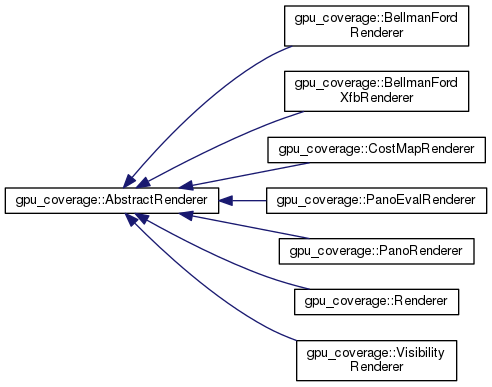 gpu_coverage::BellmanFord
Renderer
gpu_coverage::BellmanFord
XfbRenderer
gpu_coverage::CostMapRenderer
gpu_coverage::AbstractRenderer
gpu_coverage::PanoEvalRenderer
gpu_coverage::PanoRenderer
gpu_coverage::Renderer
gpu_coverage::Visibility
Renderer